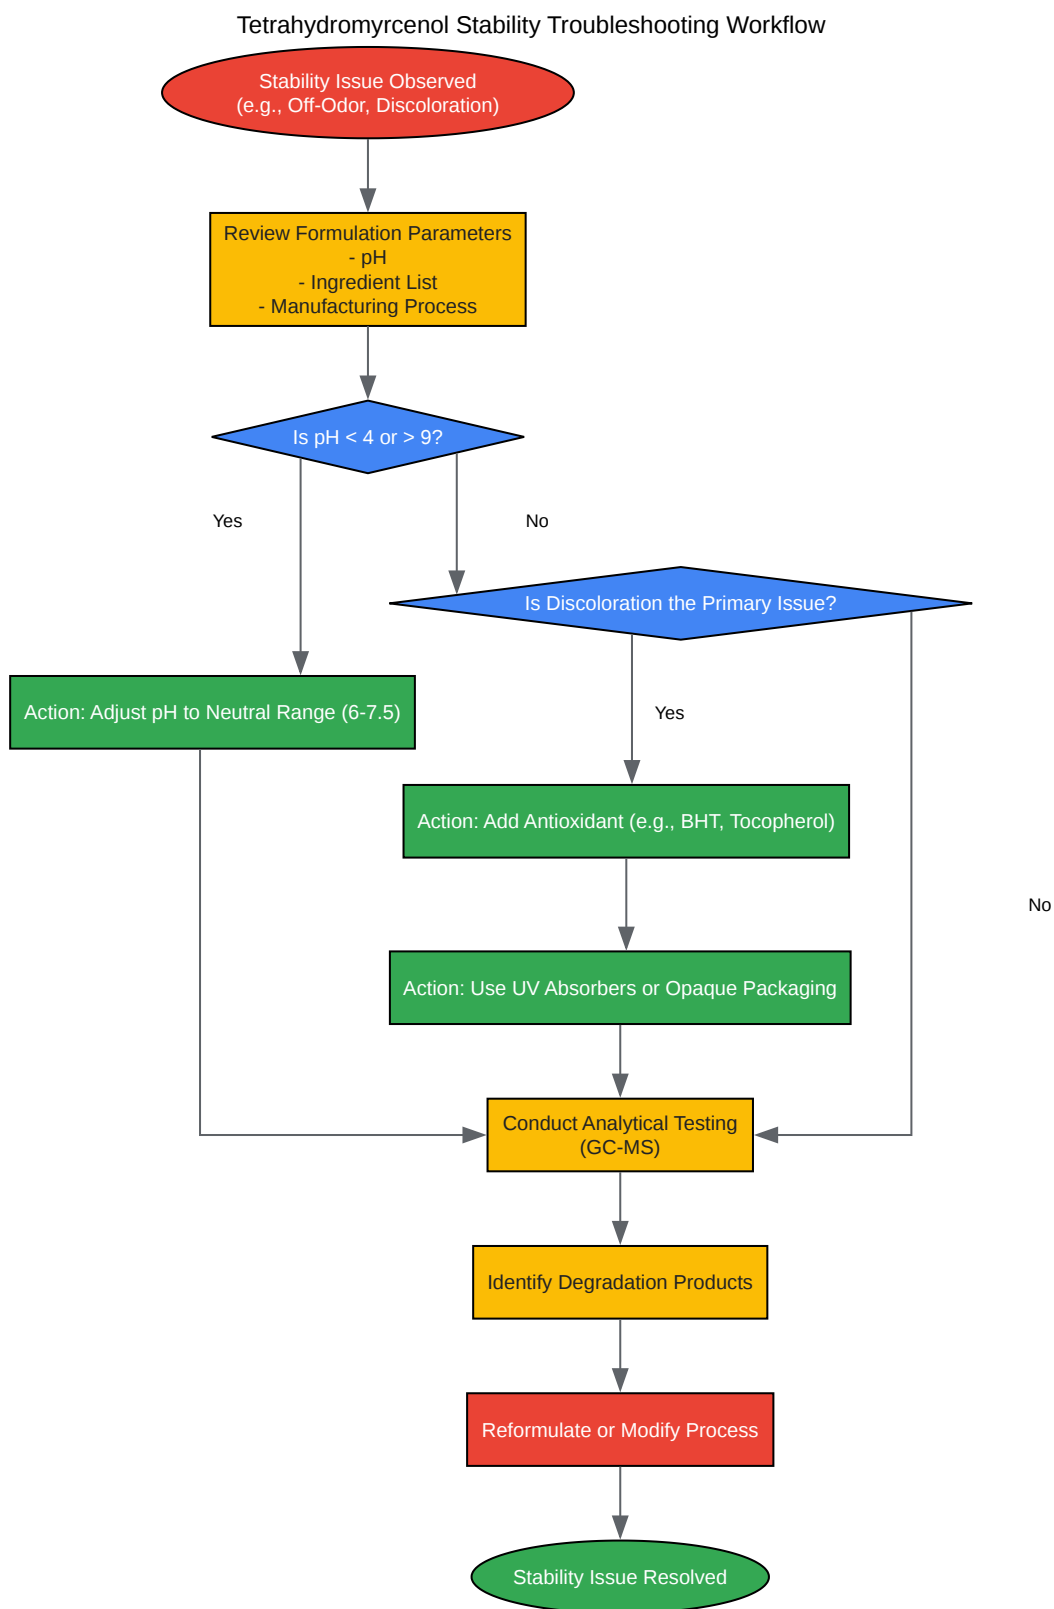 Tetrahydromyrcenol Stability Troubleshooting Workflow
Stability Issue Observed
(e.g., Off-Odor, Discoloration)
Review Formulation Parameters
- pH
- Ingredient List
- Manufacturing Process
Is pH < 4 or > 9?
Yes
No
Is Discoloration the Primary Issue?
Action: Adjust pH to Neutral Range (6-7.5)
Yes
Action: Add Antioxidant (e.g., BHT, Tocopherol)
No
Action: Use UV Absorbers or Opaque Packaging
Conduct Analytical Testing
(GC-MS)
Identify Degradation Products
Reformulate or Modify Process
Stability Issue Resolved